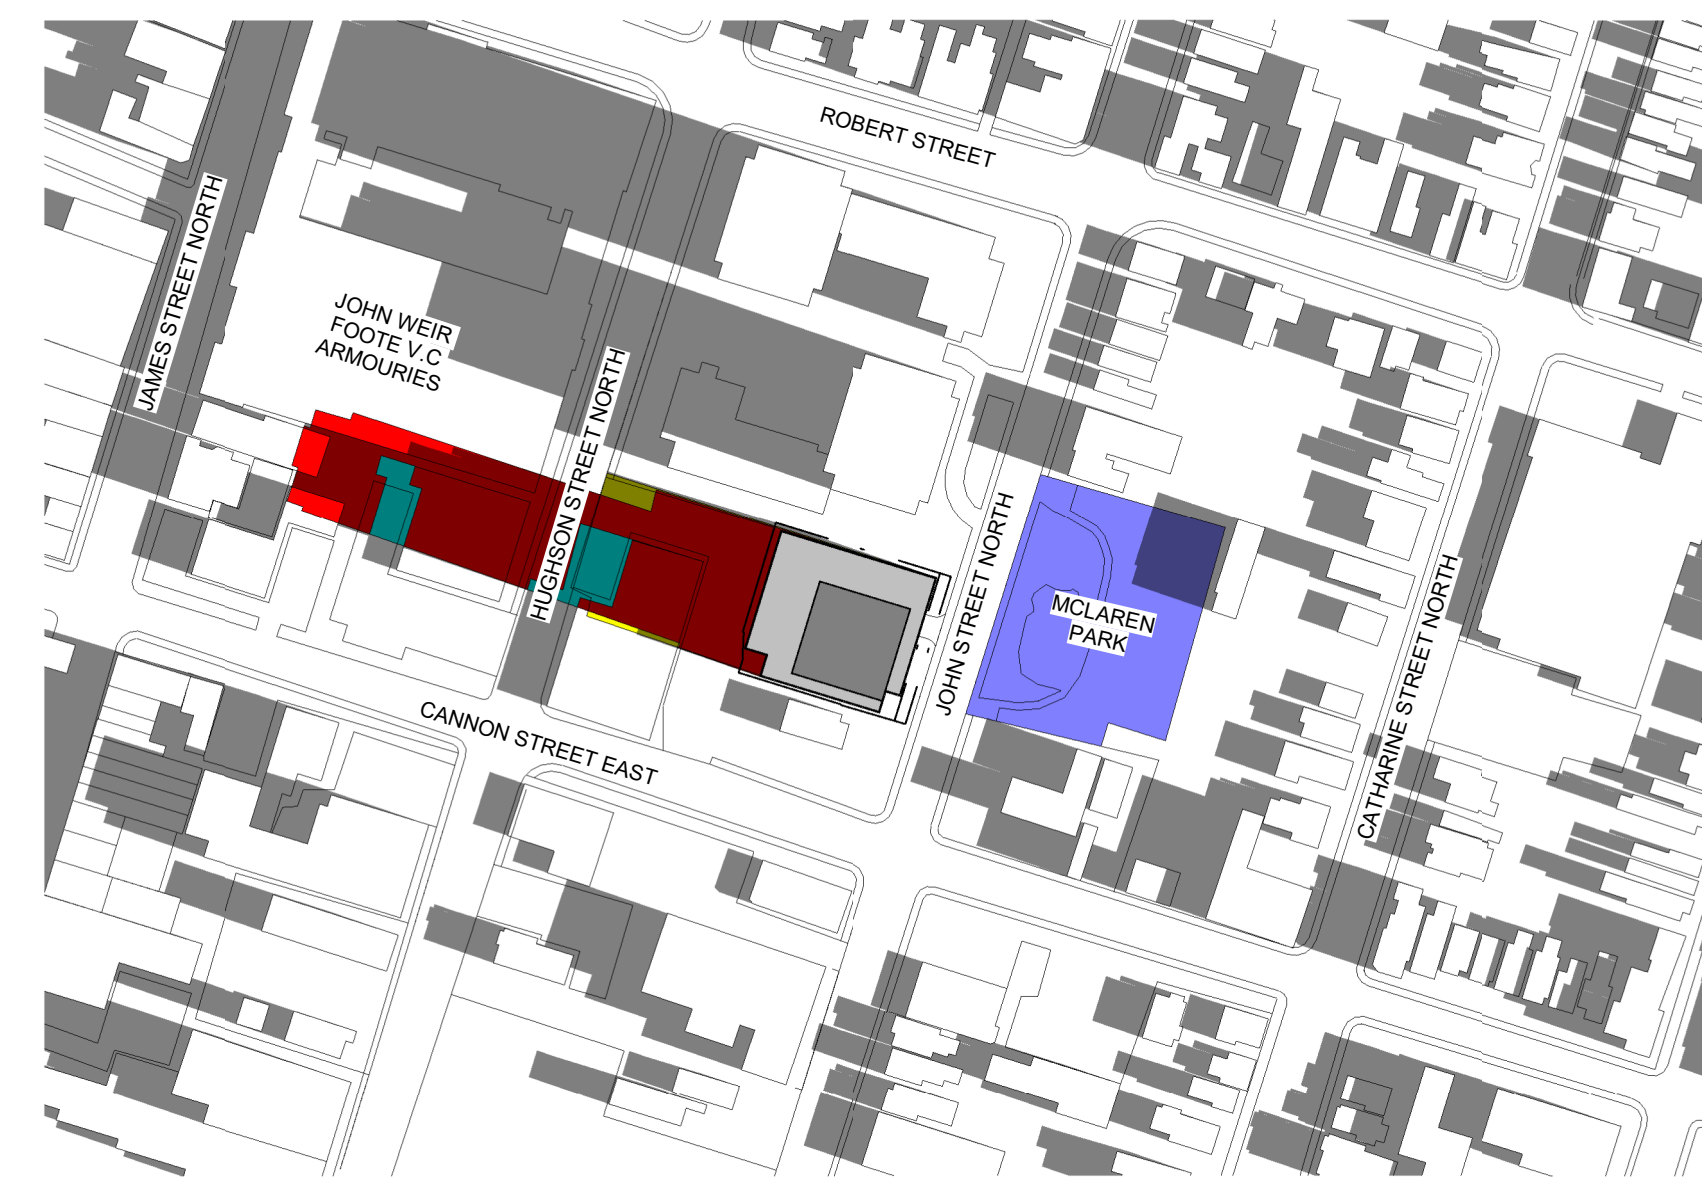 ROBERT STREET
JAMES STREET NORTH
JOHN WEIR
FOOTE V.C
ARMOURIES
HUGHSON STREET NORTH
JOHN STREET NORTH
MCLAREN
PARK
CATHARINE STREET NORTH
CANNON STREET EAST